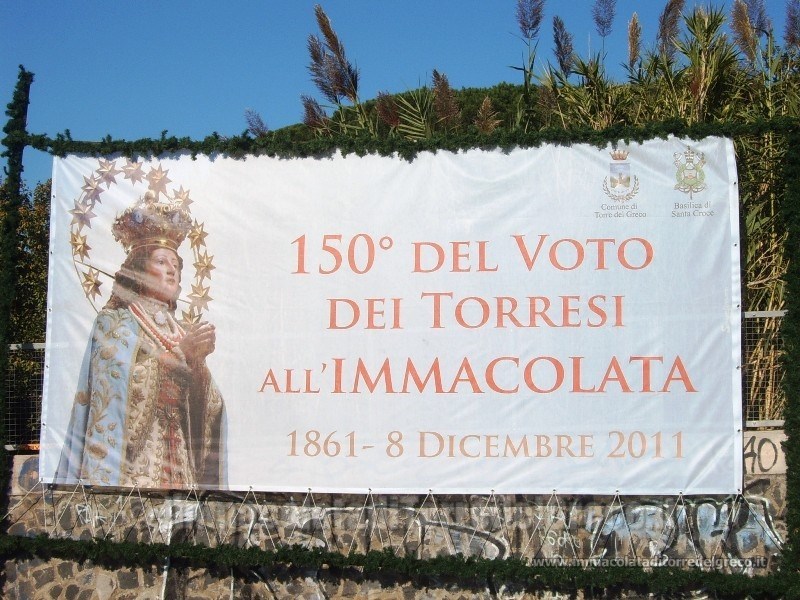 Comune di
Torre del Greco
Basilica di
Santa Croce
150° DEL VOTO
DEI TORRESI
ALL'IMMACOLATA
1861- 8 DICEMBRE 2011
www.immacolataditorredelgreco.it